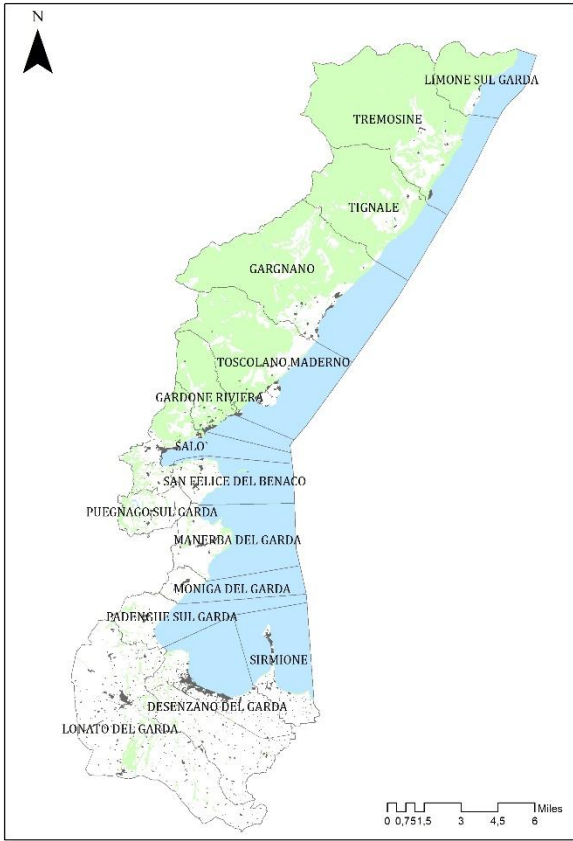 N
LIMONE SUL GARDA
TREMOSINE
TIGNALE
GARGNANO
TOSCOLANO MADERNO
GARDONE RIVIERA
SALO`
SAN FELICE DEL BENACO
PUEGNAGO SUL GARDA
MANERBA DEL GARDA
MONIGA DEL GARDA
PADENGHE SUL GARDA
SIRMIONE
DESENZANO DEL GARDA
LONATO DEL GARDA
Miles
0 0,751,5 3 4,5 6